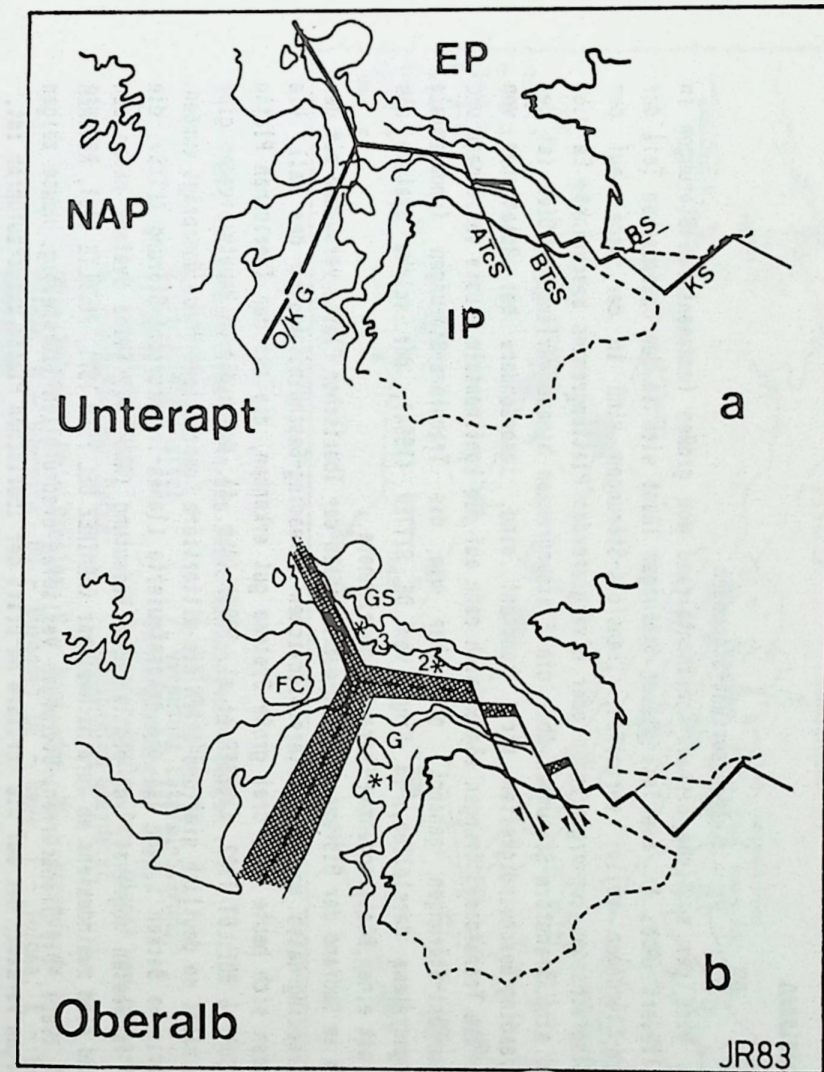 EP
NAP
BS
ATcS
BTcS
KS
O/K G
IP
Unterapt
a
GS
*3
2*
FC
G
*1
b
Oberalb
JR83